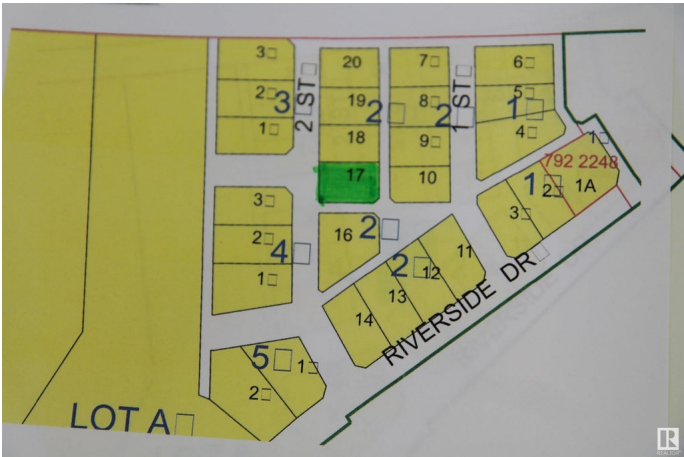 3 20 7 6
2 19 8 5
3 2 ST 2 2 1 ST 1
1 18 9 4 1
792 2248
17 10 1 2 1A
3 16 2 3
2 4 11
1 2 12
13
14 RIVERSIDE DR
5 1
2
LOT A
R
REALTOR®